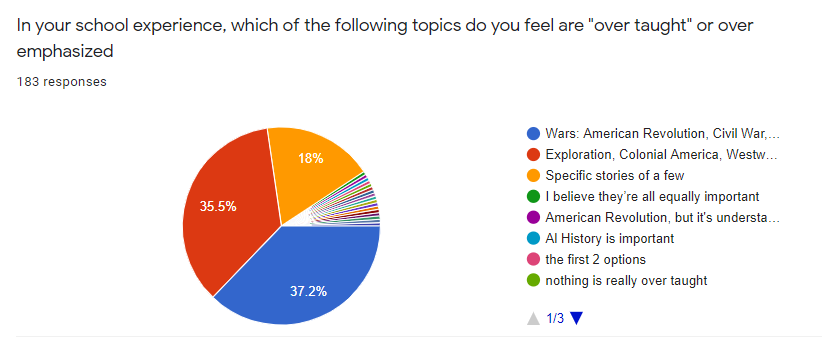 In your school experience, which of the following topics do you feel are "over taught" or over
emphasized
183 responses
18%
35.5%
37.2%
Wars: American Revolution, Civil War,...
Exploration, Colonial America, Westw...
Specific stories of a few
I believe they're all equally important
American Revolution, but it's understa...
Al History is important
the first 2 options
nothing is really over taught
1/3